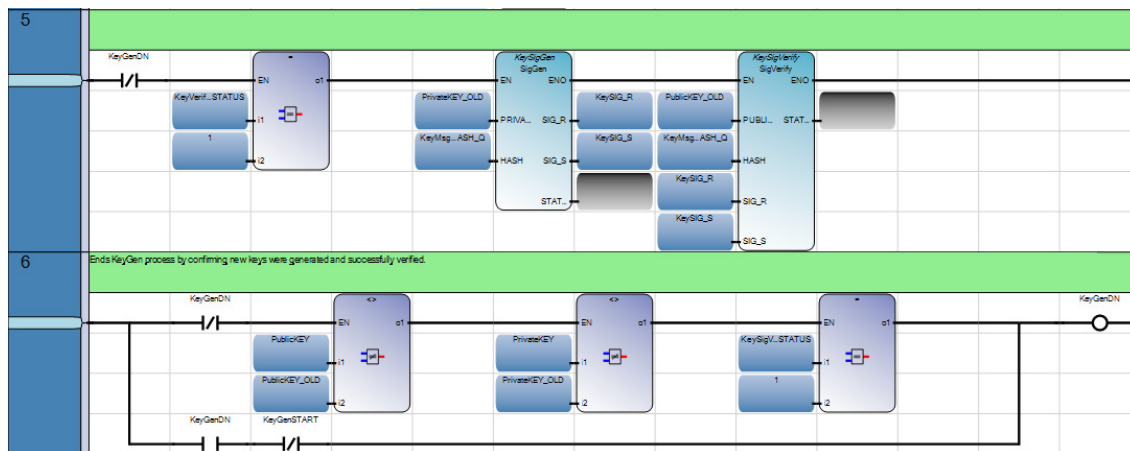 5
KeyGenDN
=
EN o1
KeyVerif...STATUS
i1
1
i2
KeySigGen
SigGen
EN ENO
PrivateKEY_OLD
PRIVA... SIG_R
KeySIG_R
KeyMsg...ASH_Q
HASH SIG_S
KeySIG_S
STAT...
KeySigVerify
SigVerify
EN ENO
PublicKEY_OLD
PUBLI... STAT...
KeyMsg...ASH_Q
HASH
KeySIG_R
SIG_R
KeySIG_S
SIG_S
6
Ends KeyGen process by confirming new keys were generated and successfully verified.
KeyGenDN
<>
EN o1
PublicKEY
i1
PublicKEY_OLD
i2
<>
EN o1
PrivateKEY
i1
PrivateKEY_OLD
i2
=
EN o1
KeySigV...STATUS
i1
1
i2
KeyGenDN
KeyGenDN KeyGenSTART